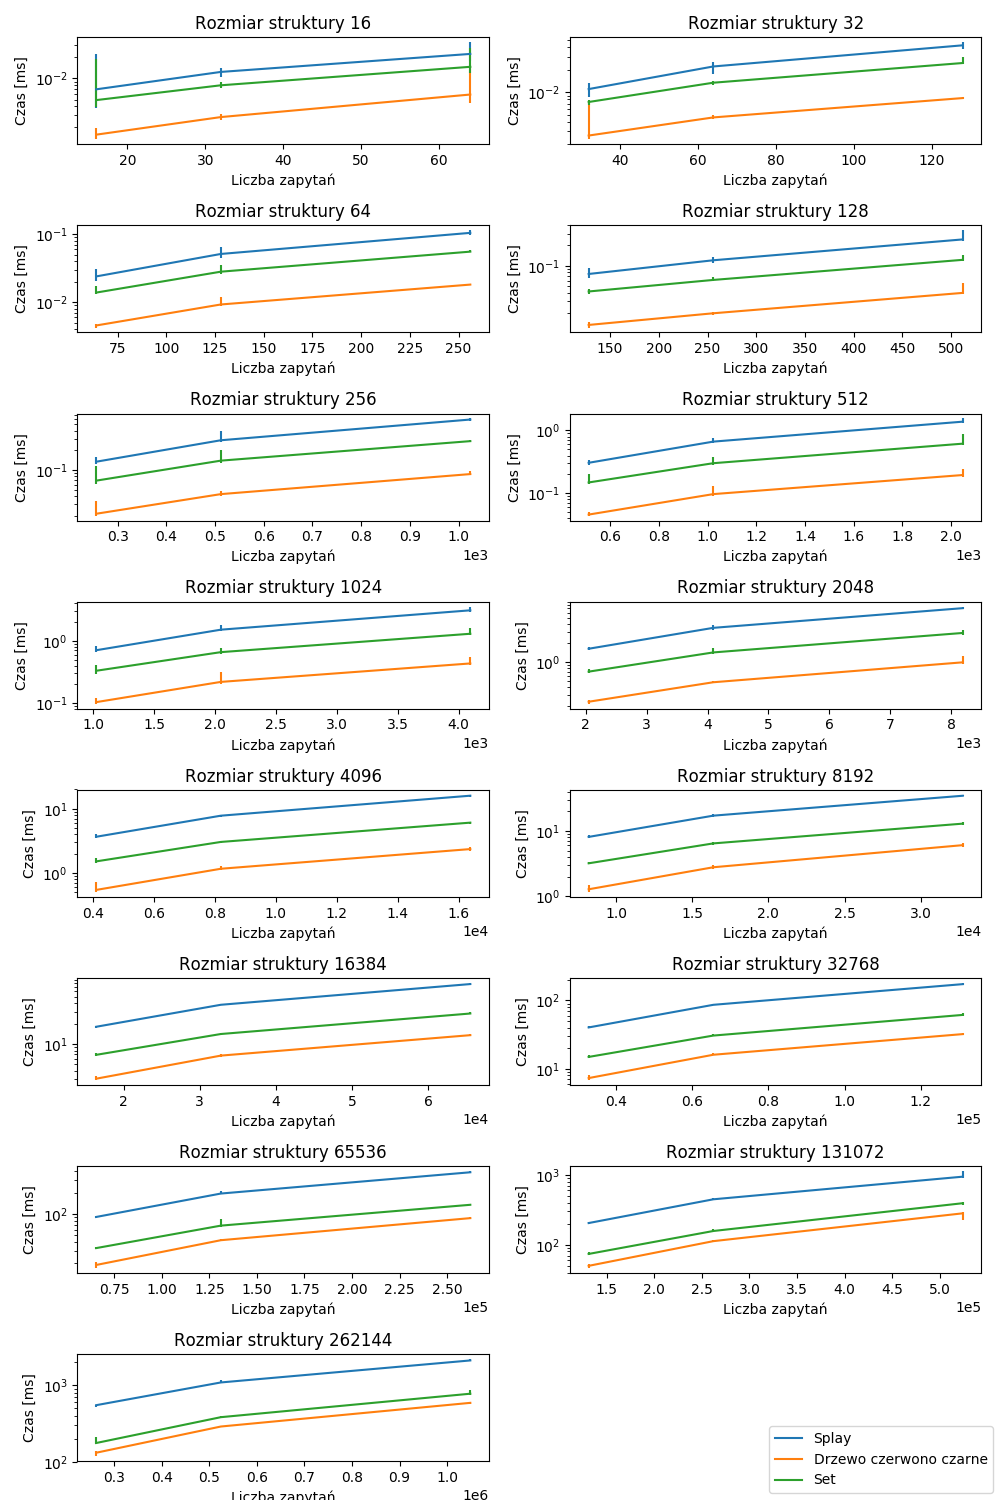 Rozmiar struktury 16
Czas [ms]
10⁻²
20 30 40 50 60
Liczba zapytań
Rozmiar struktury 32
Czas [ms]
10⁻²
40 60 80 100 120
Liczba zapytań
Rozmiar struktury 64
Czas [ms]
10⁻¹
10⁻²
75 100 125 150 175 200 225 250
Liczba zapytań
Rozmiar struktury 128
Czas [ms]
10⁻¹
150 200 250 300 350 400 450 500
Liczba zapytań
Rozmiar struktury 256
Czas [ms]
10⁻¹
0.3 0.4 0.5 0.6 0.7 0.8 0.9 1.0
Liczba zapytań
1e3
Rozmiar struktury 512
Czas [ms]
10⁰
10⁻¹
0.6 0.8 1.0 1.2 1.4 1.6 1.8 2.0
Liczba zapytań
1e3
Rozmiar struktury 1024
Czas [ms]
10⁰
10⁻¹
1.0 1.5 2.0 2.5 3.0 3.5 4.0
Liczba zapytań
1e3
Rozmiar struktury 2048
Czas [ms]
10⁰
2 3 4 5 6 7 8
Liczba zapytań
1e3
Rozmiar struktury 4096
Czas [ms]
10¹
10⁰
0.4 0.6 0.8 1.0 1.2 1.4 1.6
Liczba zapytań
1e4
Rozmiar struktury 8192
Czas [ms]
10¹
10⁰
1.0 1.5 2.0 2.5 3.0
Liczba zapytań
1e4
Rozmiar struktury 16384
Czas [ms]
10¹
2 3 4 5 6
Liczba zapytań
1e4
Rozmiar struktury 32768
Czas [ms]
10²
10¹
0.4 0.6 0.8 1.0 1.2
Liczba zapytań
1e5
Rozmiar struktury 65536
Czas [ms]
10²
0.75 1.00 1.25 1.50 1.75 2.00 2.25 2.50
Liczba zapytań
1e5
Rozmiar struktury 131072
Czas [ms]
10³
10²
1.5 2.0 2.5 3.0 3.5 4.0 4.5 5.0
Liczba zapytań
1e5
Rozmiar struktury 262144
Czas [ms]
10³
10²
0.3 0.4 0.5 0.6 0.7 0.8 0.9 1.0
Liczba zapytań
1e6
Splay
Drzewo czerwono czarne
Set